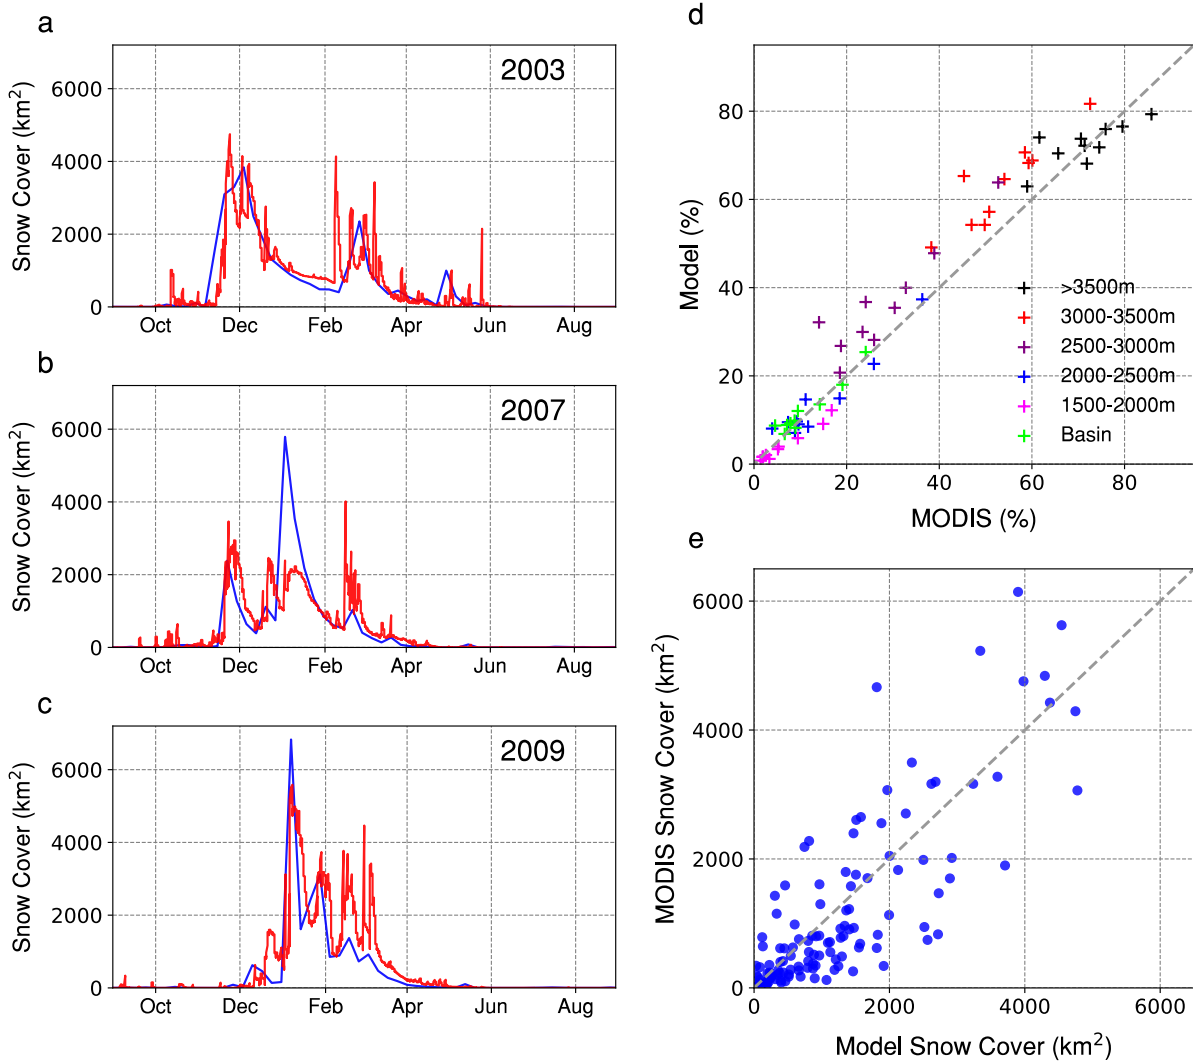 a
2003
Snow Cover (km²)
6000
4000
2000
0
Oct Dec Feb Apr Jun Aug
b
2007
Snow Cover (km²)
6000
4000
2000
0
Oct Dec Feb Apr Jun Aug
c
2009
Snow Cover (km²)
6000
4000
2000
0
Oct Dec Feb Apr Jun Aug
d
Model (%)
80
60
40
20
0
>3500m
3000-3500m
2500-3000m
2000-2500m
1500-2000m
Basin
0 20 40 60 80
MODIS (%)
e
MODIS Snow Cover (km²)
6000
4000
2000
0
0 2000 4000 6000
Model Snow Cover (km²)